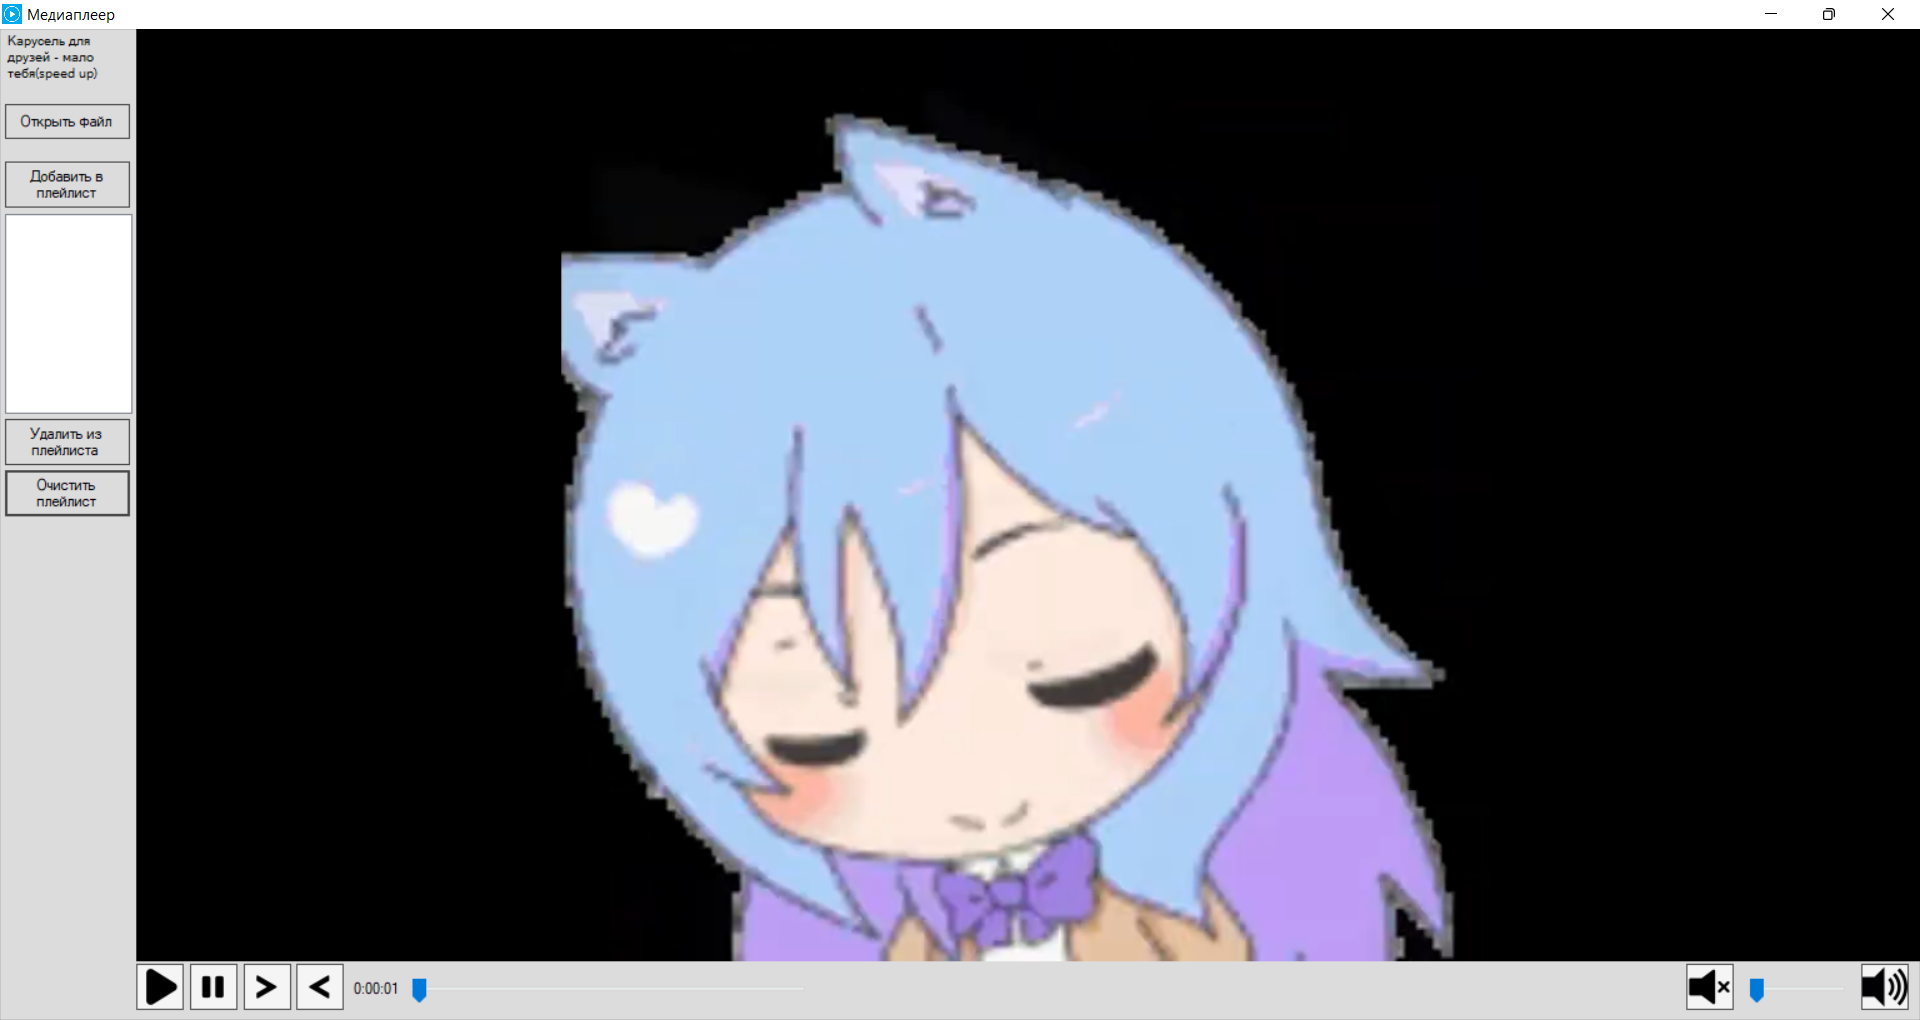 Медиаплеер
Карусель для
друзей - мало
тебя(speed up)
Открыть файл
Добавить в
плейлист
Удалить из
плейлиста
Очистить
плейлист
0:00:01